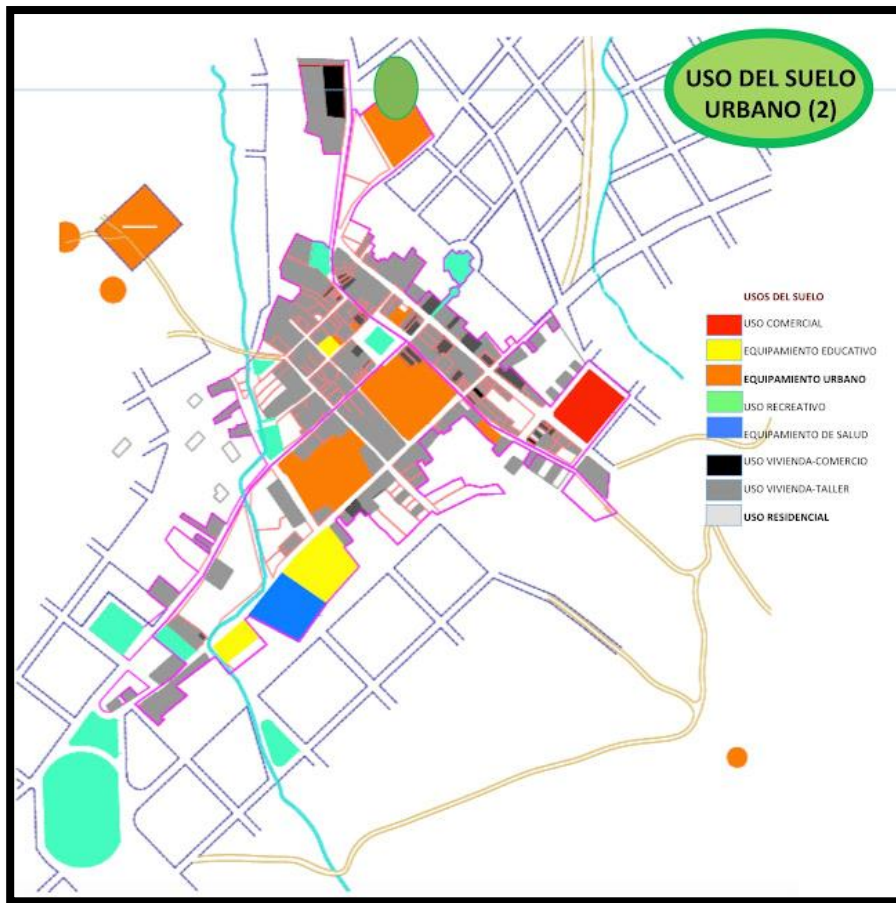 USO DEL SUELO
URBANO (2)
USOS DEL SUELO
USO COMERCIAL
EQUIPAMIENTO EDUCATIVO
EQUIPAMIENTO URBANO
USO RECREATIVO
EQUIPAMIENTO DE SALUD
USO VIVIENDA-COMERCIO
USO VIVIENDA-TALLER
USO RESIDENCIAL